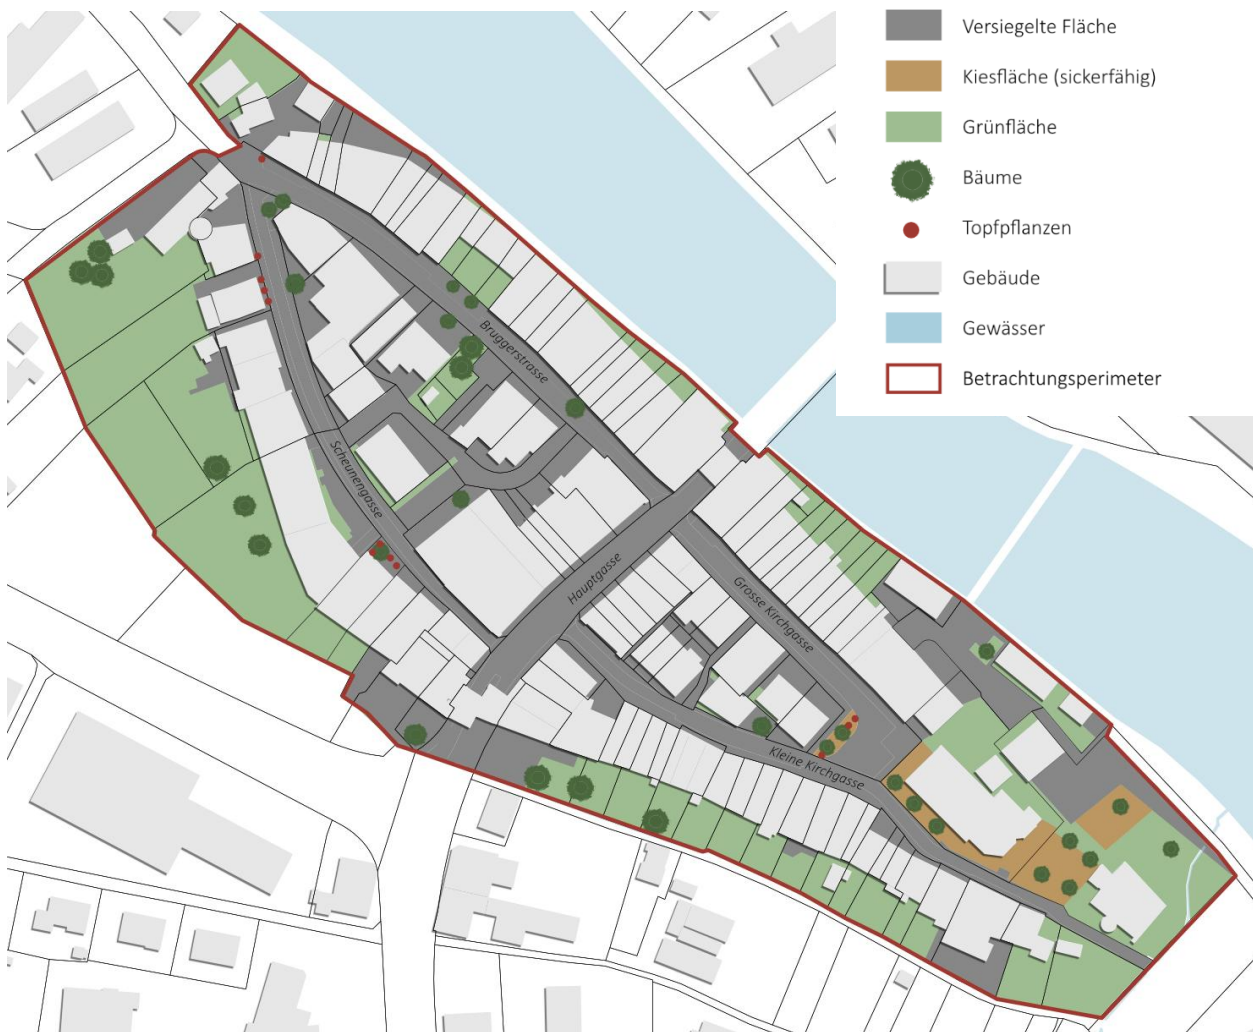 Versiegelte Fläche
Kiesfläche (sickerfähig)
Grünfläche
Bäume
Topfpflanzen
Gebäude
Gewässer
Betrachtungsperimeter
Bruggerstrasse
Scheunengasse
Hauptgasse
Grosse Kirchgasse
Kleine Kirchgasse